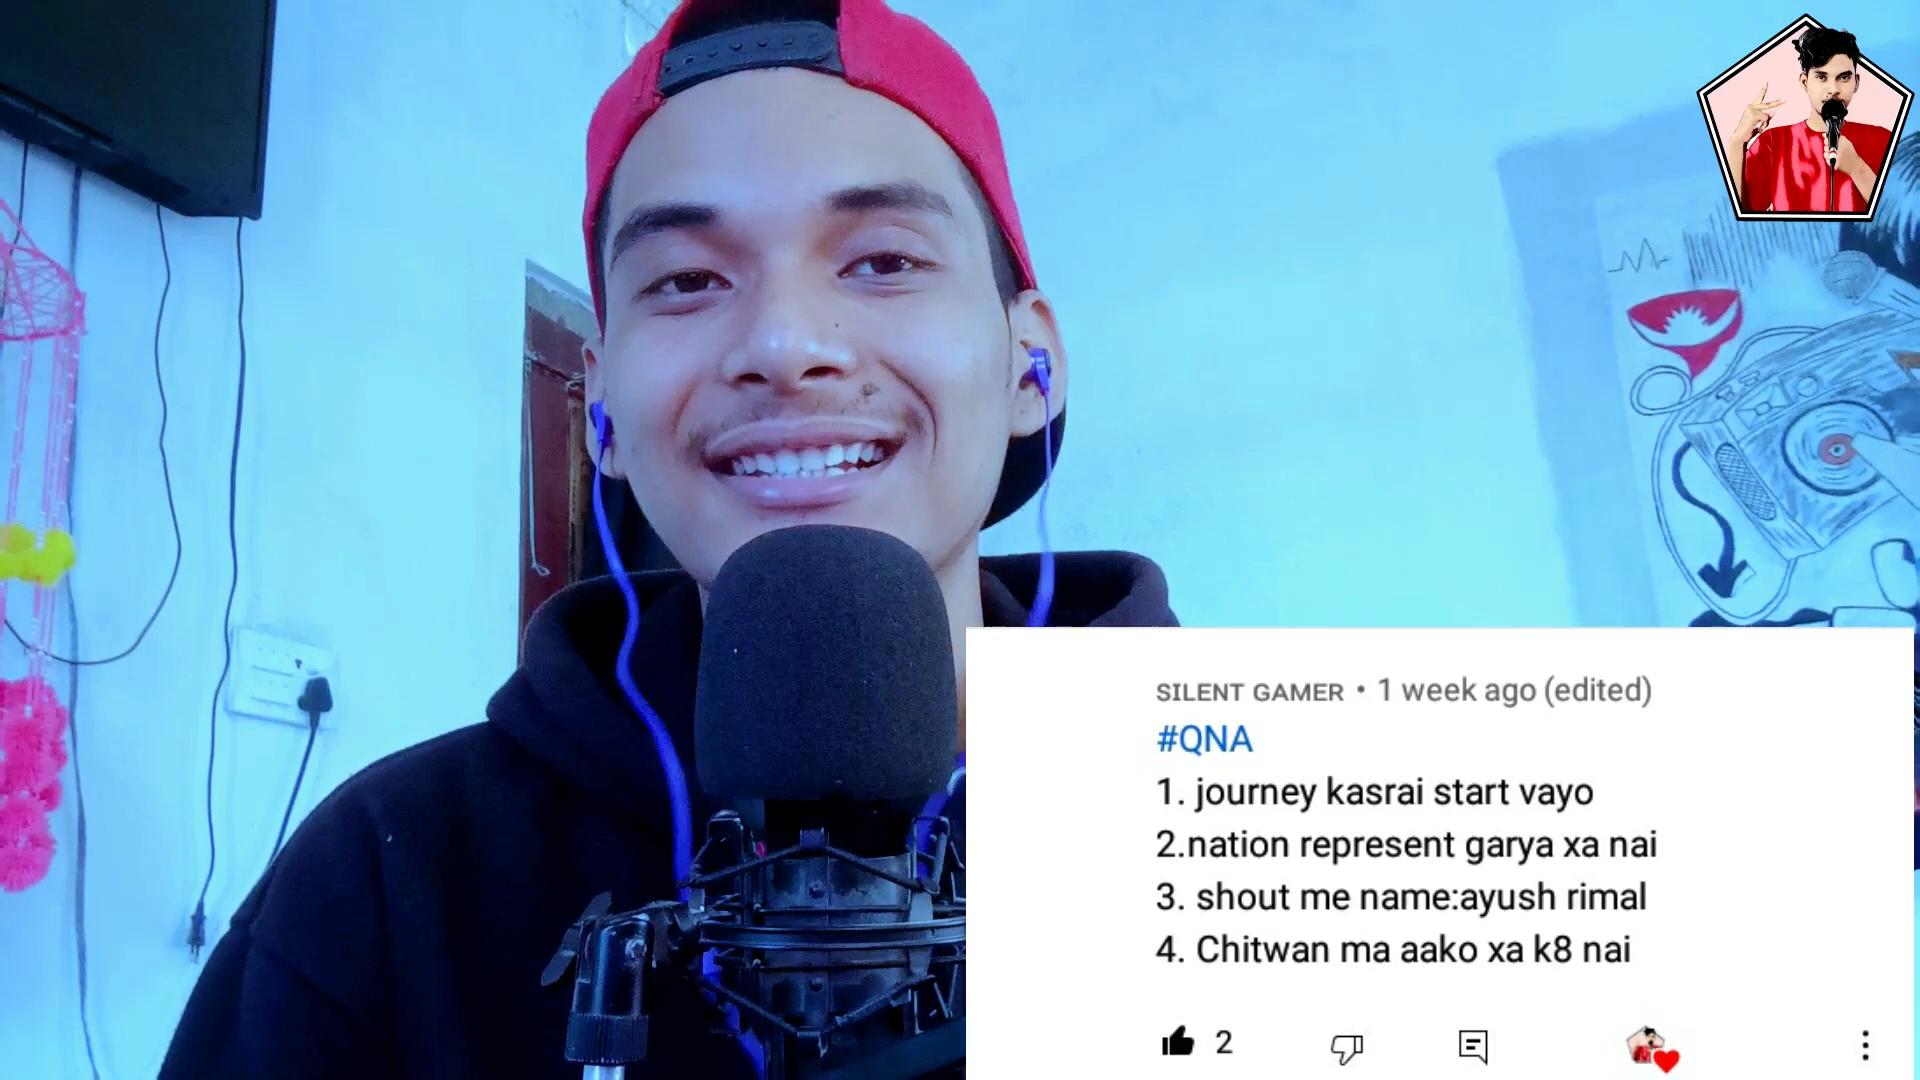 SILENT GAMER • 1 week ago (edited)
#QNA
1. journey kasrai start vayo
2.nation represent garya xa nai
3. shout me name:ayush rimal
4. Chitwan ma aako xa k8 nai
2